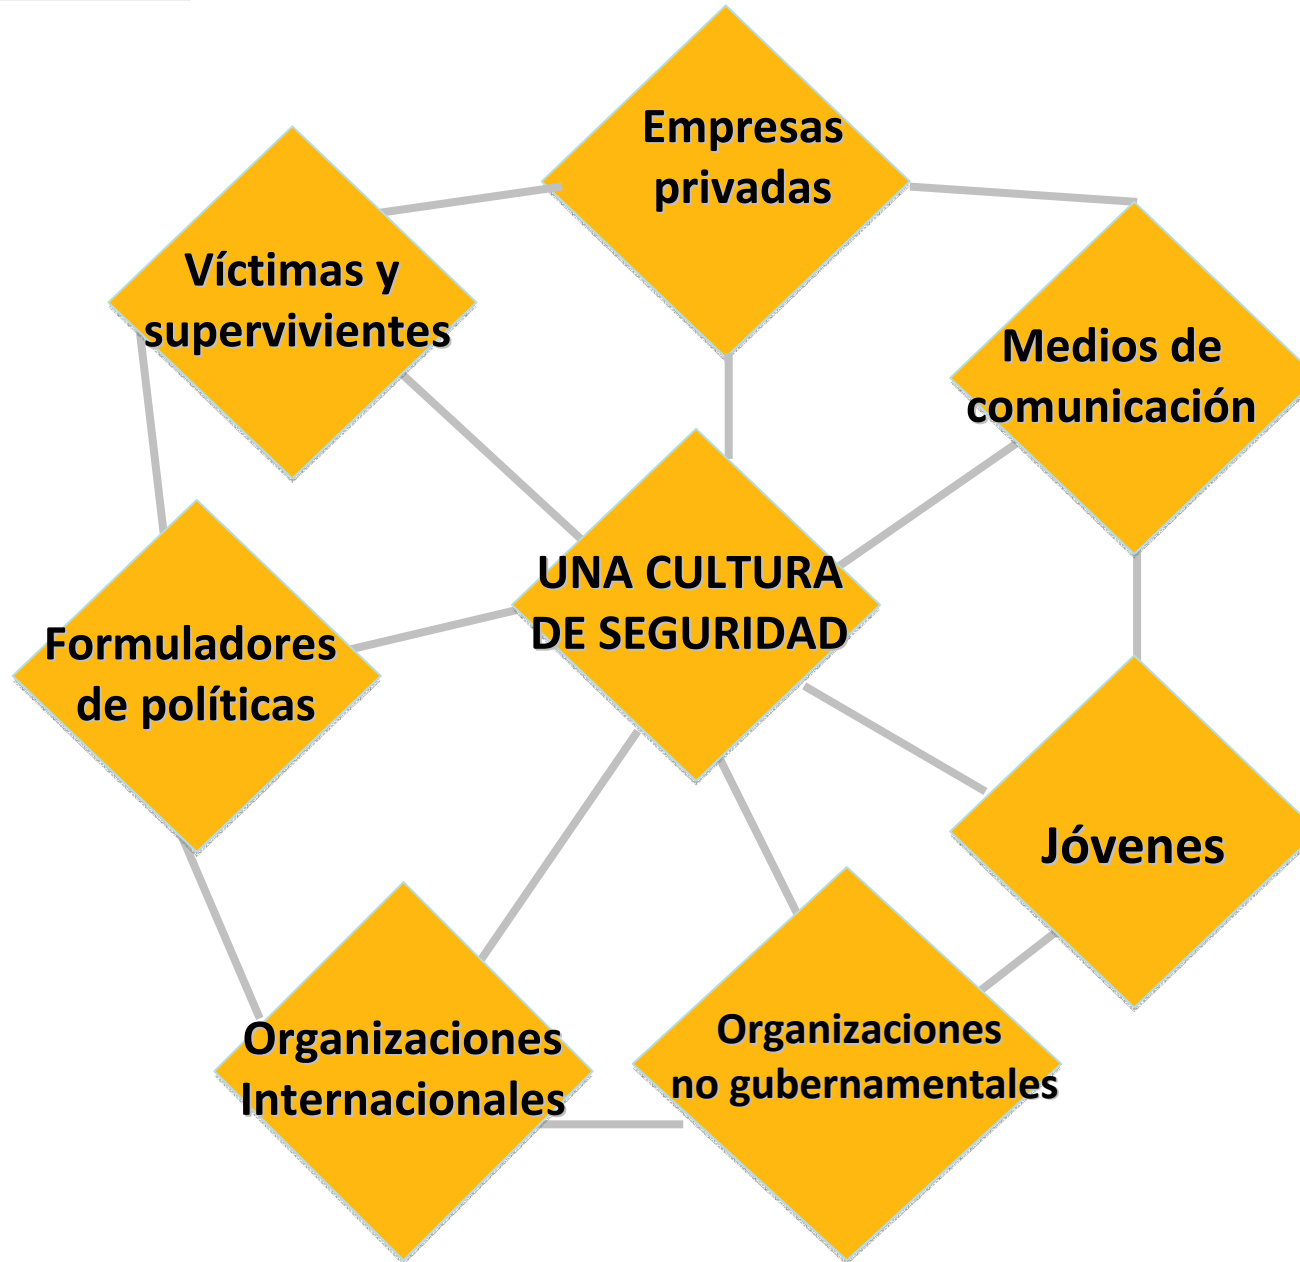 Empresas
privadas
Víctimas y
supervivientes
Medios de
comunicación
UNA CULTURA
DE SEGURIDAD
Formuladores
de políticas
Jóvenes
Organizaciones
Internacionales
Organizaciones
no gubernamentales